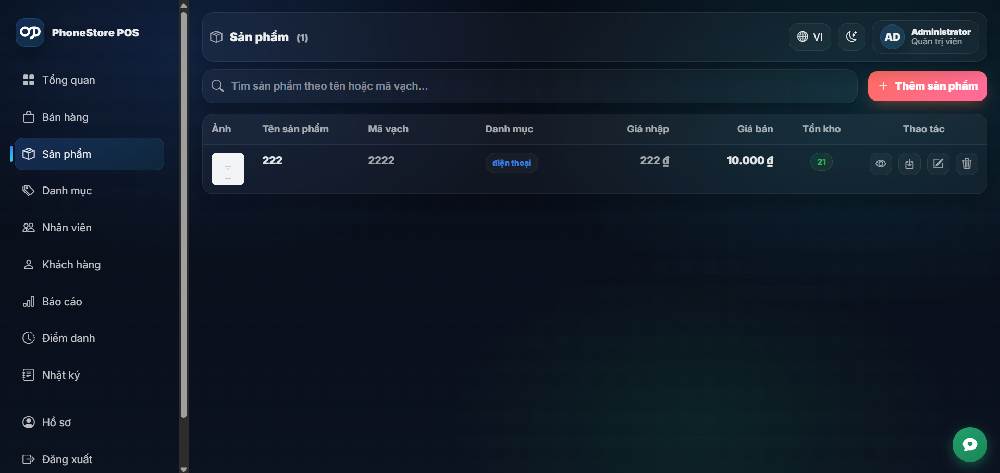 PhoneStore POS
Tổng quan
Bán hàng
Sản phẩm
Danh mục
Nhân viên
Khách hàng
Báo cáo
Điểm danh
Nhật ký
Hồ sơ
Đăng xuất
Sản phẩm (1)
VI
AD
Administrator
Quản trị viên
Tìm sản phẩm theo tên hoặc mã vạch...
+ Thêm sản phẩm
Ảnh Tên sản phẩm Mã vạch Danh mục Giá nhập Giá bán Tồn kho Thao tác
222 2222 điện thoại 222 ₫ 10.000 ₫ 21